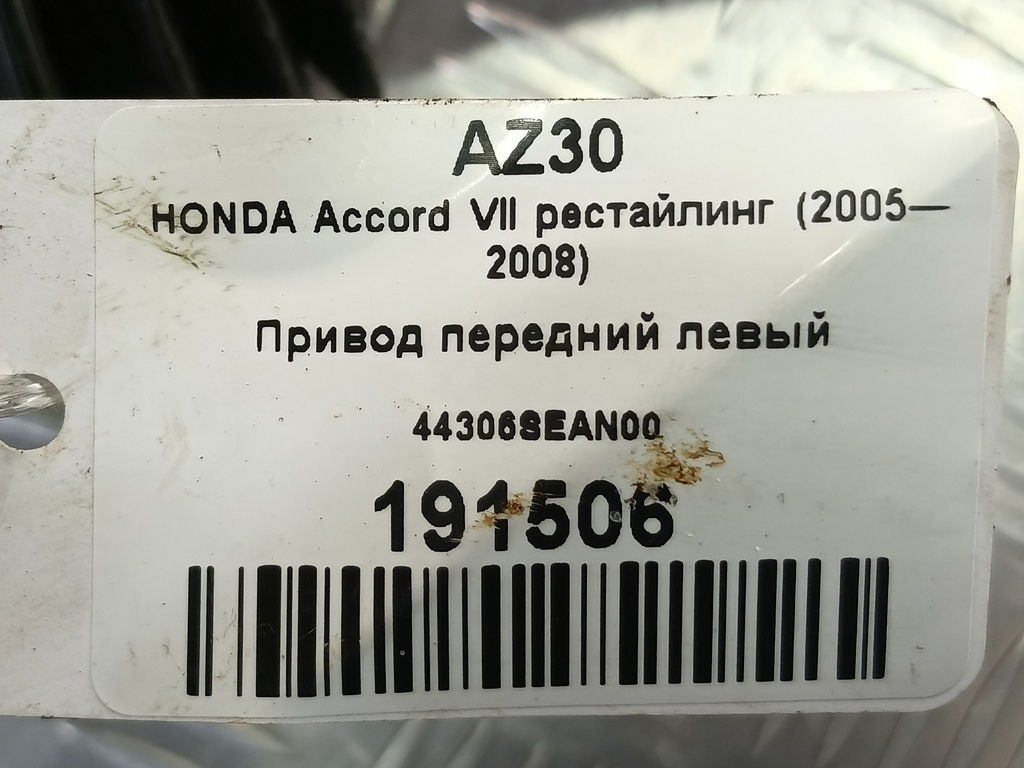 AZ30
HONDA Accord VII рестайлинг (2005—
2008)
Привод передний левый
44306SEAN00
191506